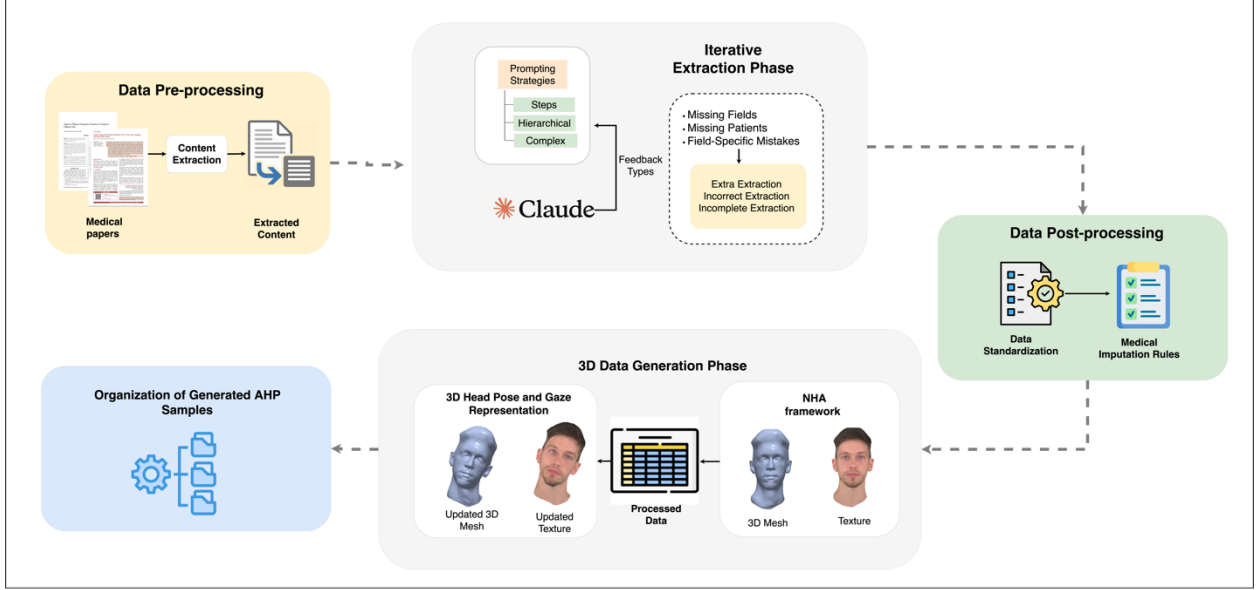 Data Pre-processing
Content
Extraction
Medical
papers
Extracted
Content
Iterative
Extraction Phase
Prompting
Strategies
Steps
Hierarchical
Complex
Feedback
Types
Claude
• Missing Fields
• Missing Patients
• Field-Specific Mistakes
Extra Extraction
Incorrect Extraction
Incomplete Extraction
Data Post-processing
Data
Standardization
Medical
Imputation Rules
3D Data Generation Phase
NHA
framework
3D Mesh
Texture
Processed
Data
3D Head Pose and Gaze
Representation
Updated 3D
Mesh
Updated
Texture
Organization of Generated AHP
Samples